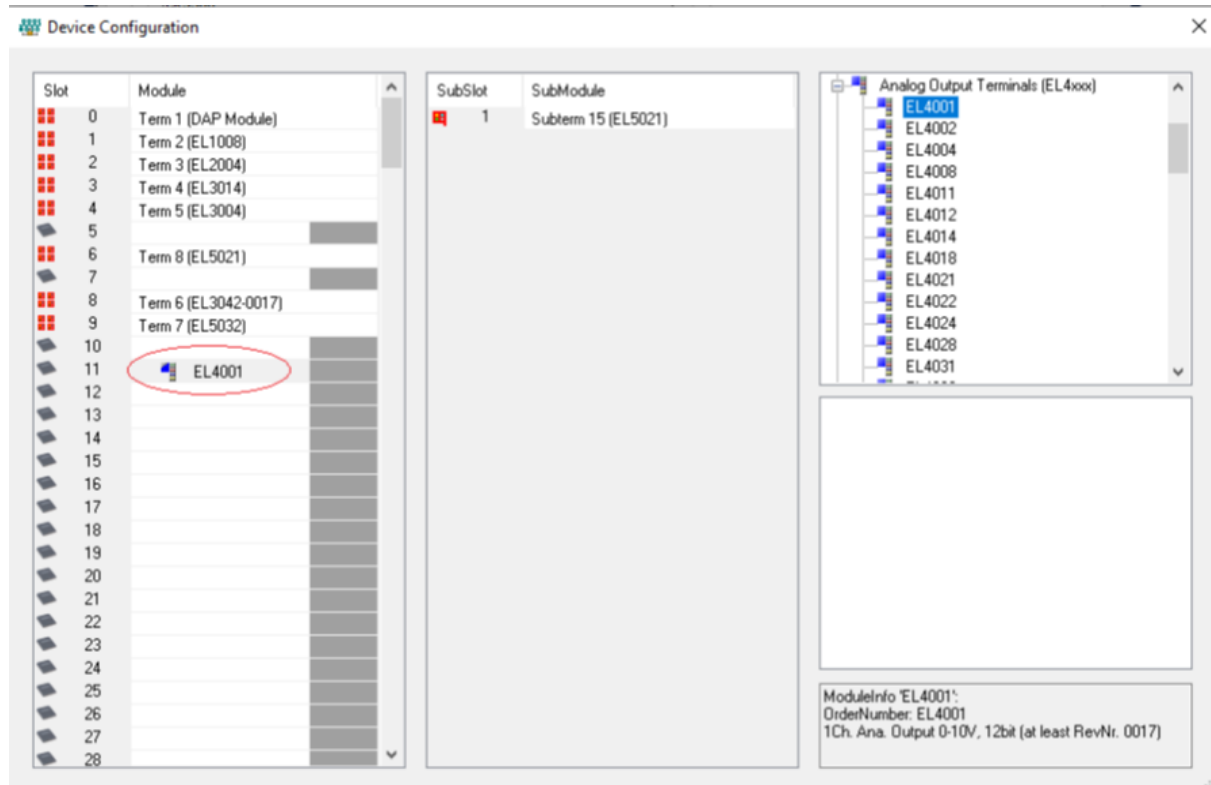 Device Configuration
Slot Module
0 Term 1 (DAP Module)
1 Term 2 (EL1008)
2 Term 3 (EL2004)
3 Term 4 (EL3014)
4 Term 5 (EL3004)
5
6 Term 8 (EL5021)
7
8 Term 6 (EL3042-0017)
9 Term 7 (EL5032)
10
11 EL4001
12
13
14
15
16
17
18
19
20
21
22
23
24
25
26
27
28
SubSlot SubModule
1 Subterm 15 (EL5021)
Analog Output Terminals (EL4xxx)
EL4001
EL4002
EL4004
EL4008
EL4011
EL4012
EL4014
EL4018
EL4021
EL4022
EL4024
EL4028
EL4031
ModuleInfo 'EL4001':
OrderNumber: EL4001
1Ch. Ana. Output 0-10V, 12bit (at least RevNr. 0017)